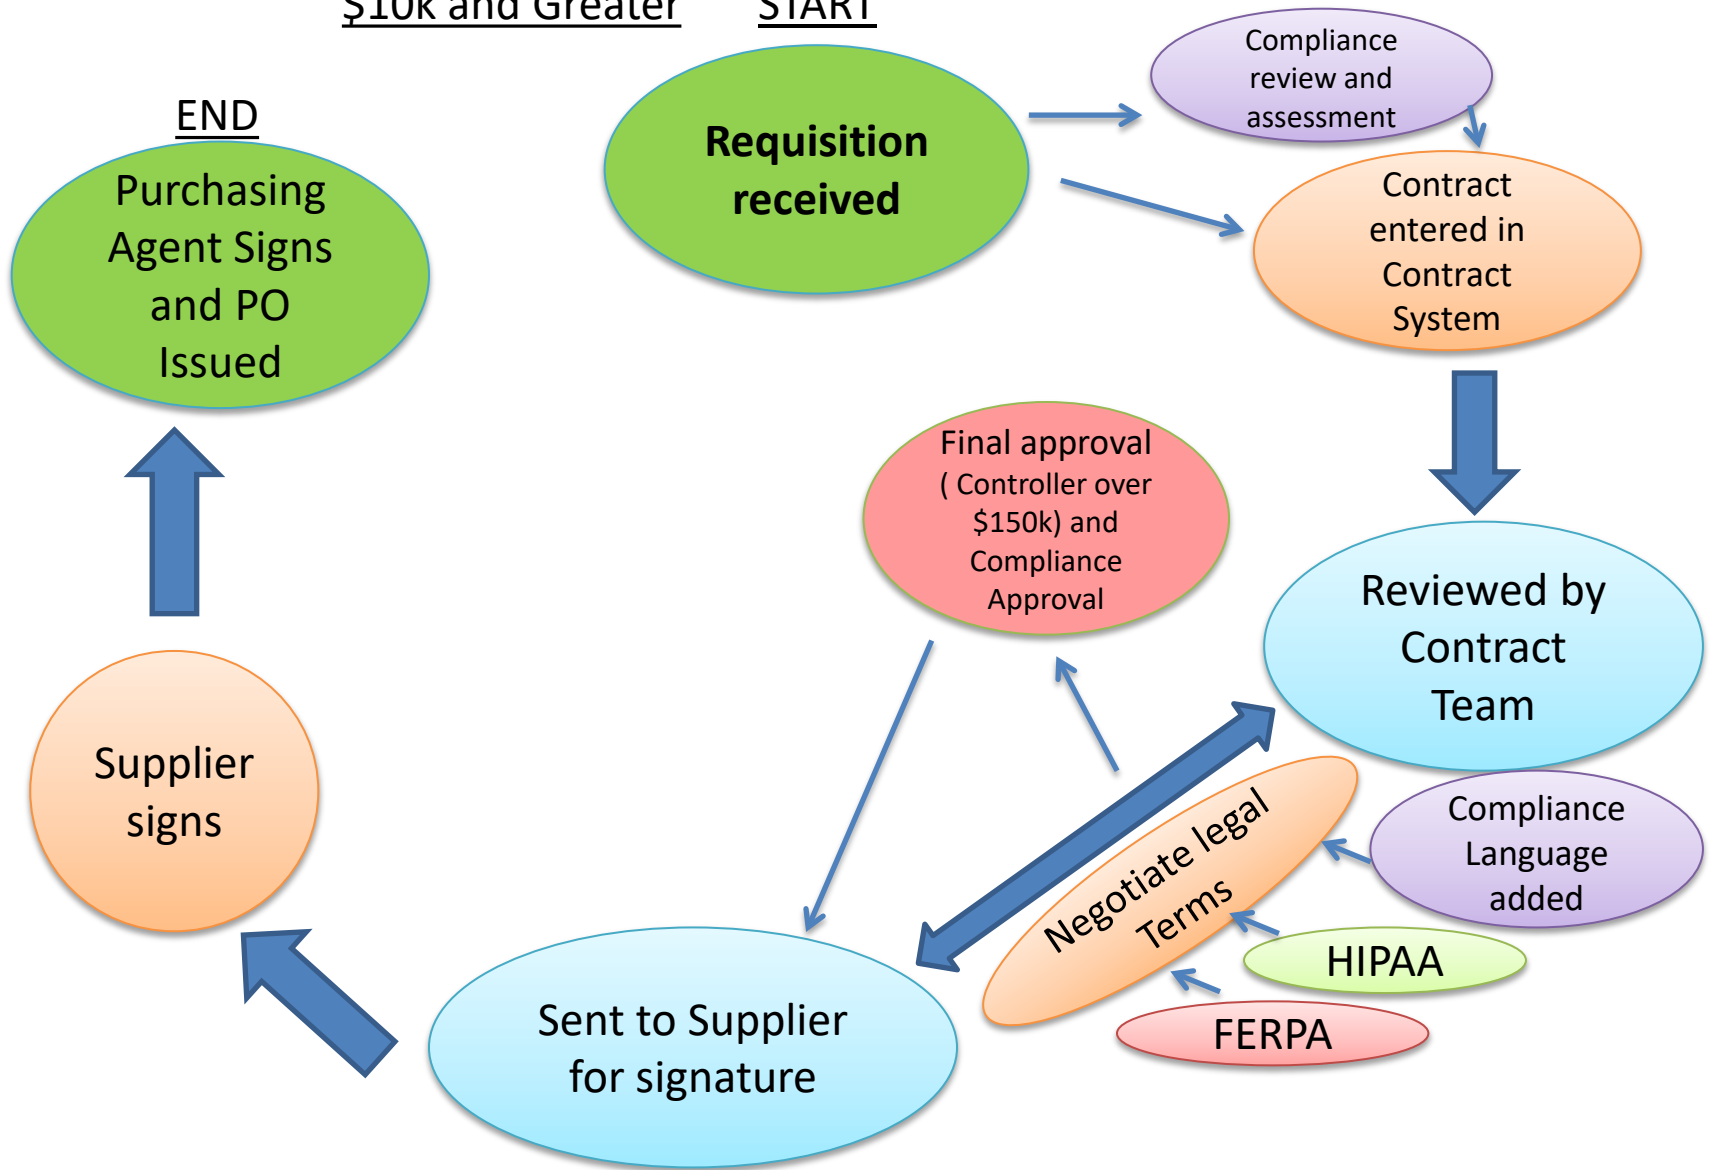 $10k and Greater
START
Requisition
received
Compliance
review and
assessment
Contract
entered in
Contract
System
Reviewed by
Contract
Team
Compliance
Language
added
HIPAA
FERPA
Negotiate legal
Terms
Final approval
( Controller over
$150k) and
Compliance
Approval
Sent to Supplier
for signature
Supplier
signs
END
Purchasing
Agent Signs
and PO
Issued